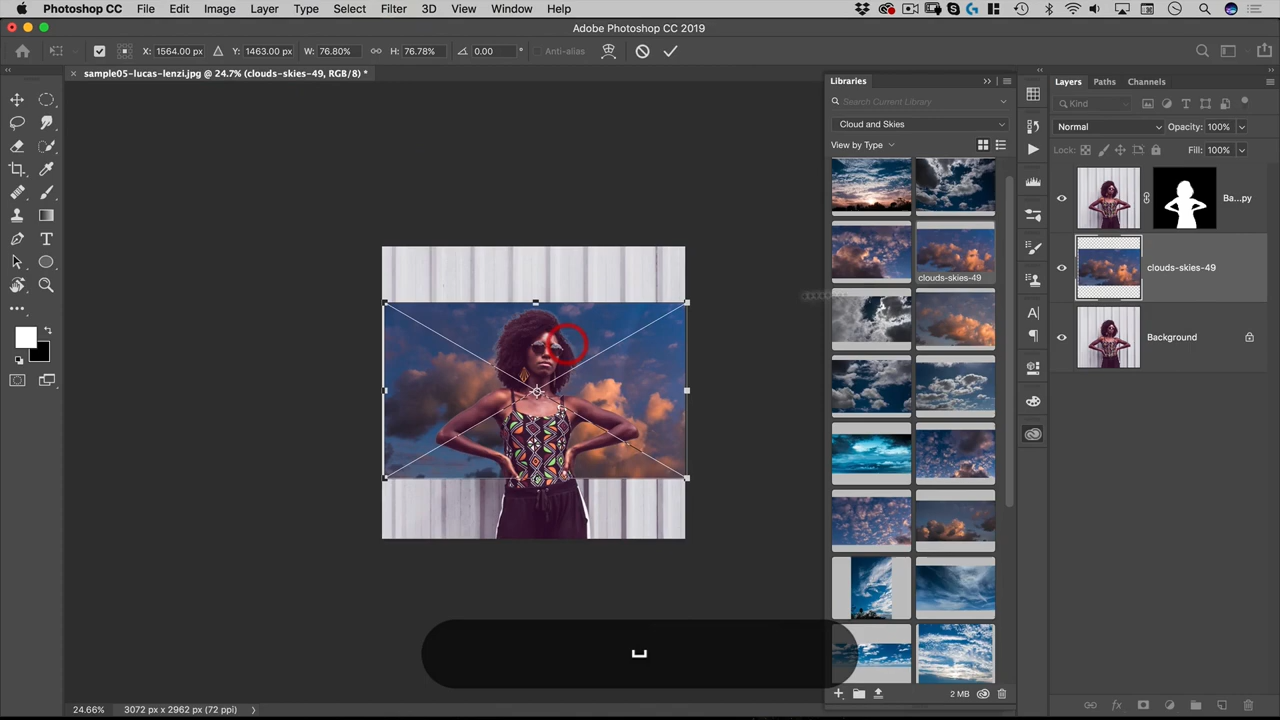 Photoshop CC File Edit Image Layer Type Select Filter 3D View Window Help
Adobe Photoshop CC 2019
X: 1564.00 px Y: 1463.00 px W: 76.80% H: 76.78% 0.00 ° Anti-alias
sample05-lucas-lenzi.jpg @ 24.7% (clouds-skies-49, RGB/8) *
Libraries
Search Current Library
Cloud and Skies
View by Type
clouds-skies-49
2 MB
Layers Paths Channels
Kind
Normal Opacity: 100%
Lock: Fill: 100%
Ba...py
clouds-skies-49
Background
24.66% 3072 px x 2962 px (72 ppi)